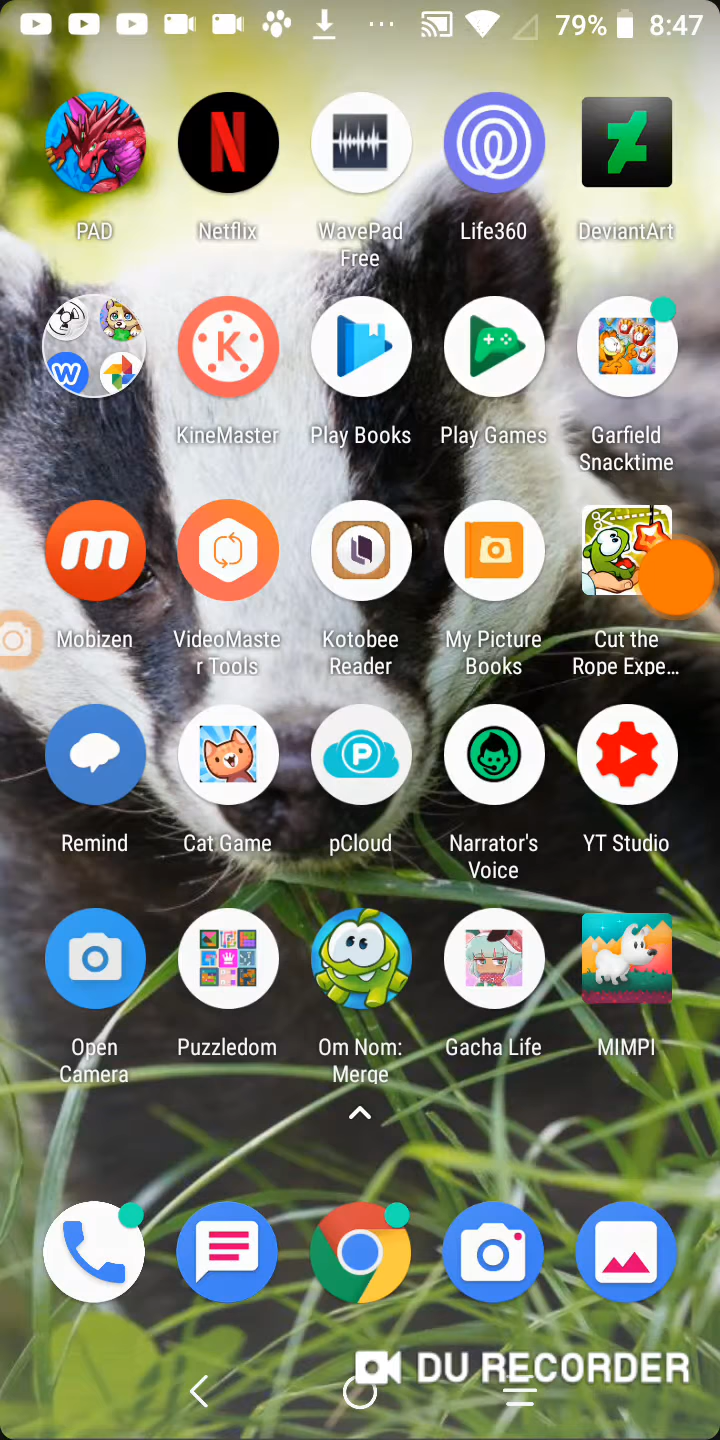 79% 8:47
PAD
Netflix
WavePad
Free
Life360
DeviantArt
KineMaster
Play Books
Play Games
Garfield
Snacktime
Mobizen
VideoMaste
r Tools
Kotobee
Reader
My Picture
Books
Cut the
Rope Expe…
Remind
Cat Game
pCloud
Narrator's
Voice
YT Studio
Open
Camera
Puzzledom
Om Nom:
Merge
Gacha Life
MIMPI
DU RECORDER